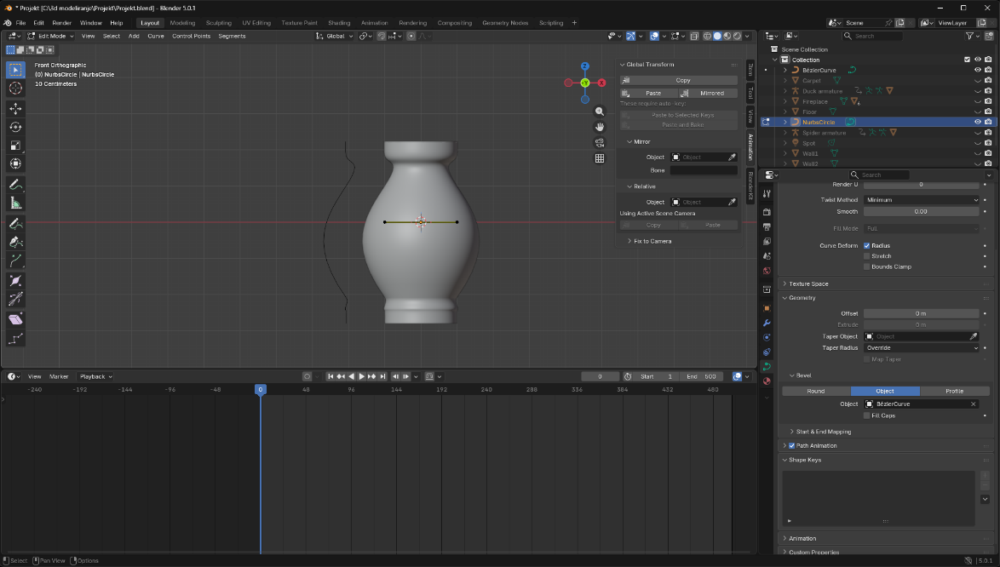 * Projekt [C:\3d modeliranje\Projekt\Projekt.blend] - Blender 5.0.1
File Edit Render Window Help Layout Modeling Sculpting UV Editing Texture Paint Shading Animation Rendering Compositing Geometry Nodes Scripting + Scene ViewLayer
Edit Mode View Select Add Curve Control Points Segments Global Search
Front Orthographic
(0) NurbsCircle | NurbsCircle
10 Centimeters
Z
Y
X
Global Transform
Copy
Paste Mirrored
These require auto-key:
Paste to Selected Keys
Paste and Bake
Mirror
Object Object
Bone
Relative
Object Object
Using Active Scene Camera
Copy Paste
Fix to Camera
Item
Tool
View
Animation
BlenderKit
Scene Collection
Collection
BézierCurve
Carpet
Duck armature
Fireplace
Floor
NurbsCircle
Spider armature
Spot
Wall1
Wall2
Search
Render U 0
Twist Method Minimum
Smooth 0.00
Fill Mode Full
Curve Deform Radius
Stretch
Bounds Clamp
Texture Space
Geometry
Offset 0 m
Extrude 0 m
Taper Object Object
Taper Radius Override
Map Taper
Bevel
Round Object Profile
Object BézierCurve
Fill Caps
Start & End Mapping
Path Animation
Shape Keys
Animation
Custom Properties
View Marker Playback 0 Start 1 End 500
-240 -192 -144 -96 -48 0 48 96 144 192 240 288 336 384 432 480
Select Pan View Options 5.0.1